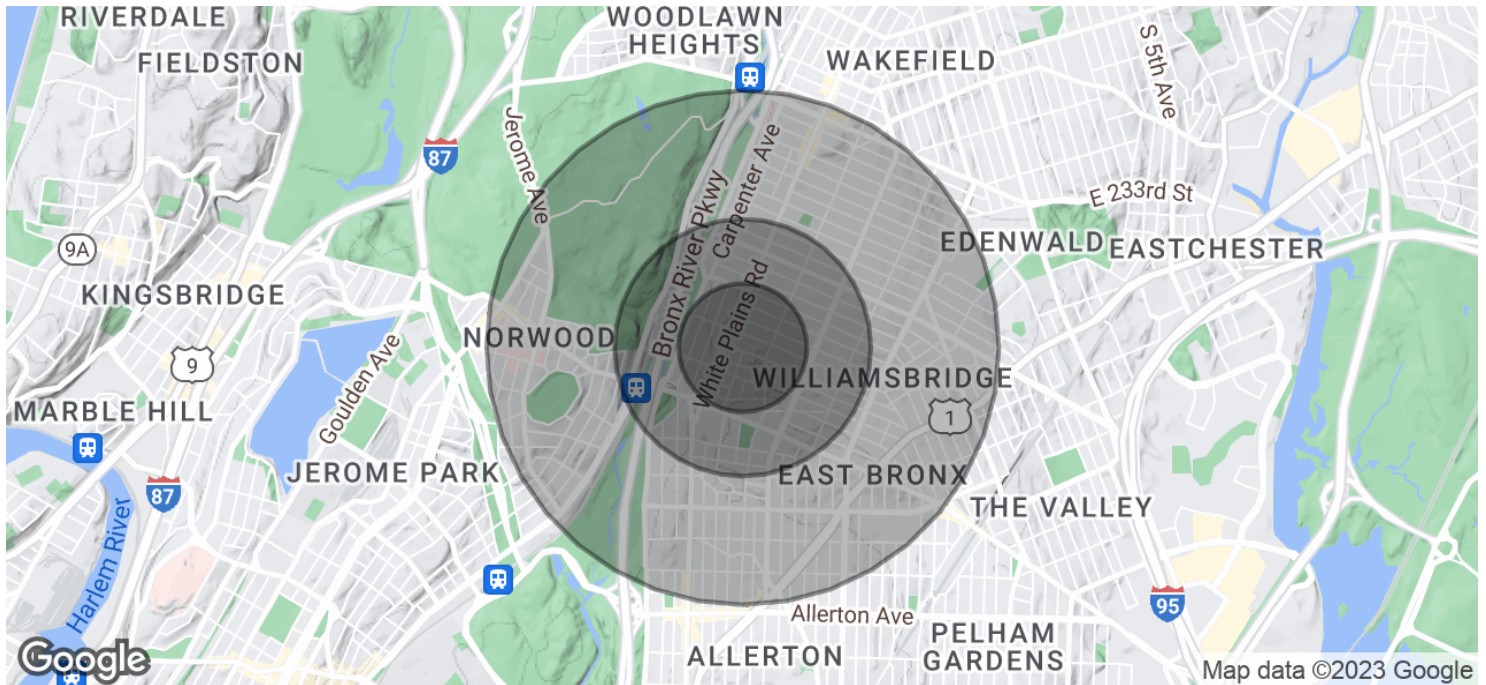 RIVERDALE
WOODLAWN
HEIGHTS
FIELDSTON
WAKEFIELD
S 5th Ave
87
Jerome Ave
Carpenter Ave
Bronx River Pkwy
E 233rd St
9A
EDENWALD
EASTCHESTER
KINGSBRIDGE
White Plains Rd
NORWOOD
9
Goulden Ave
WILLIAMSBRIDGE
MARBLE HILL
1
JEROME PARK
EAST BRONX
87
THE VALLEY
Harlem River
95
Allerton Ave
PELHAM
GARDENS
ALLERTON
Google
Map data ©2023 Google